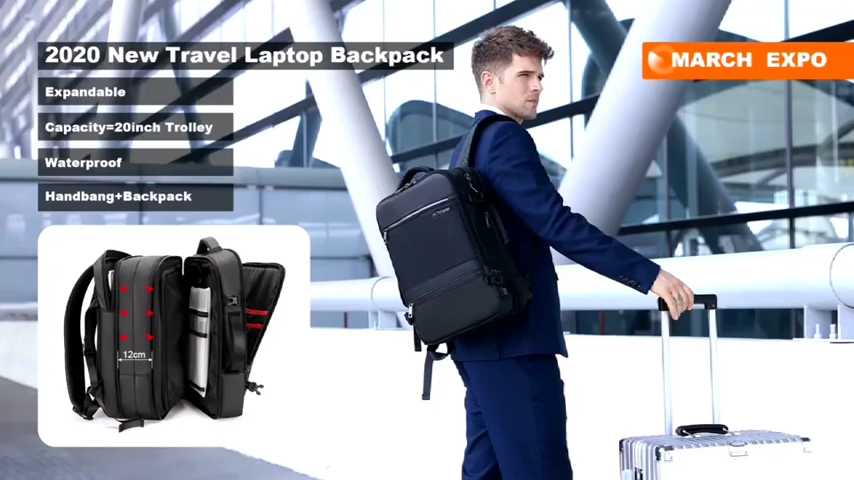 2020 New Travel Laptop Backpack
MARCH EXPO
Expandable
Capacity=20inch Trolley
Waterproof
Handbang+Backpack
12cm